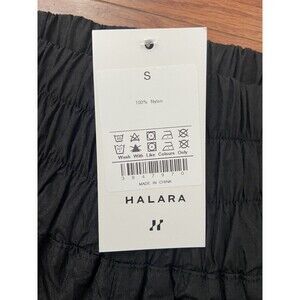 S
100% Nylon
Wash With Like Colours Only
MADE IN CHINA
HALARA